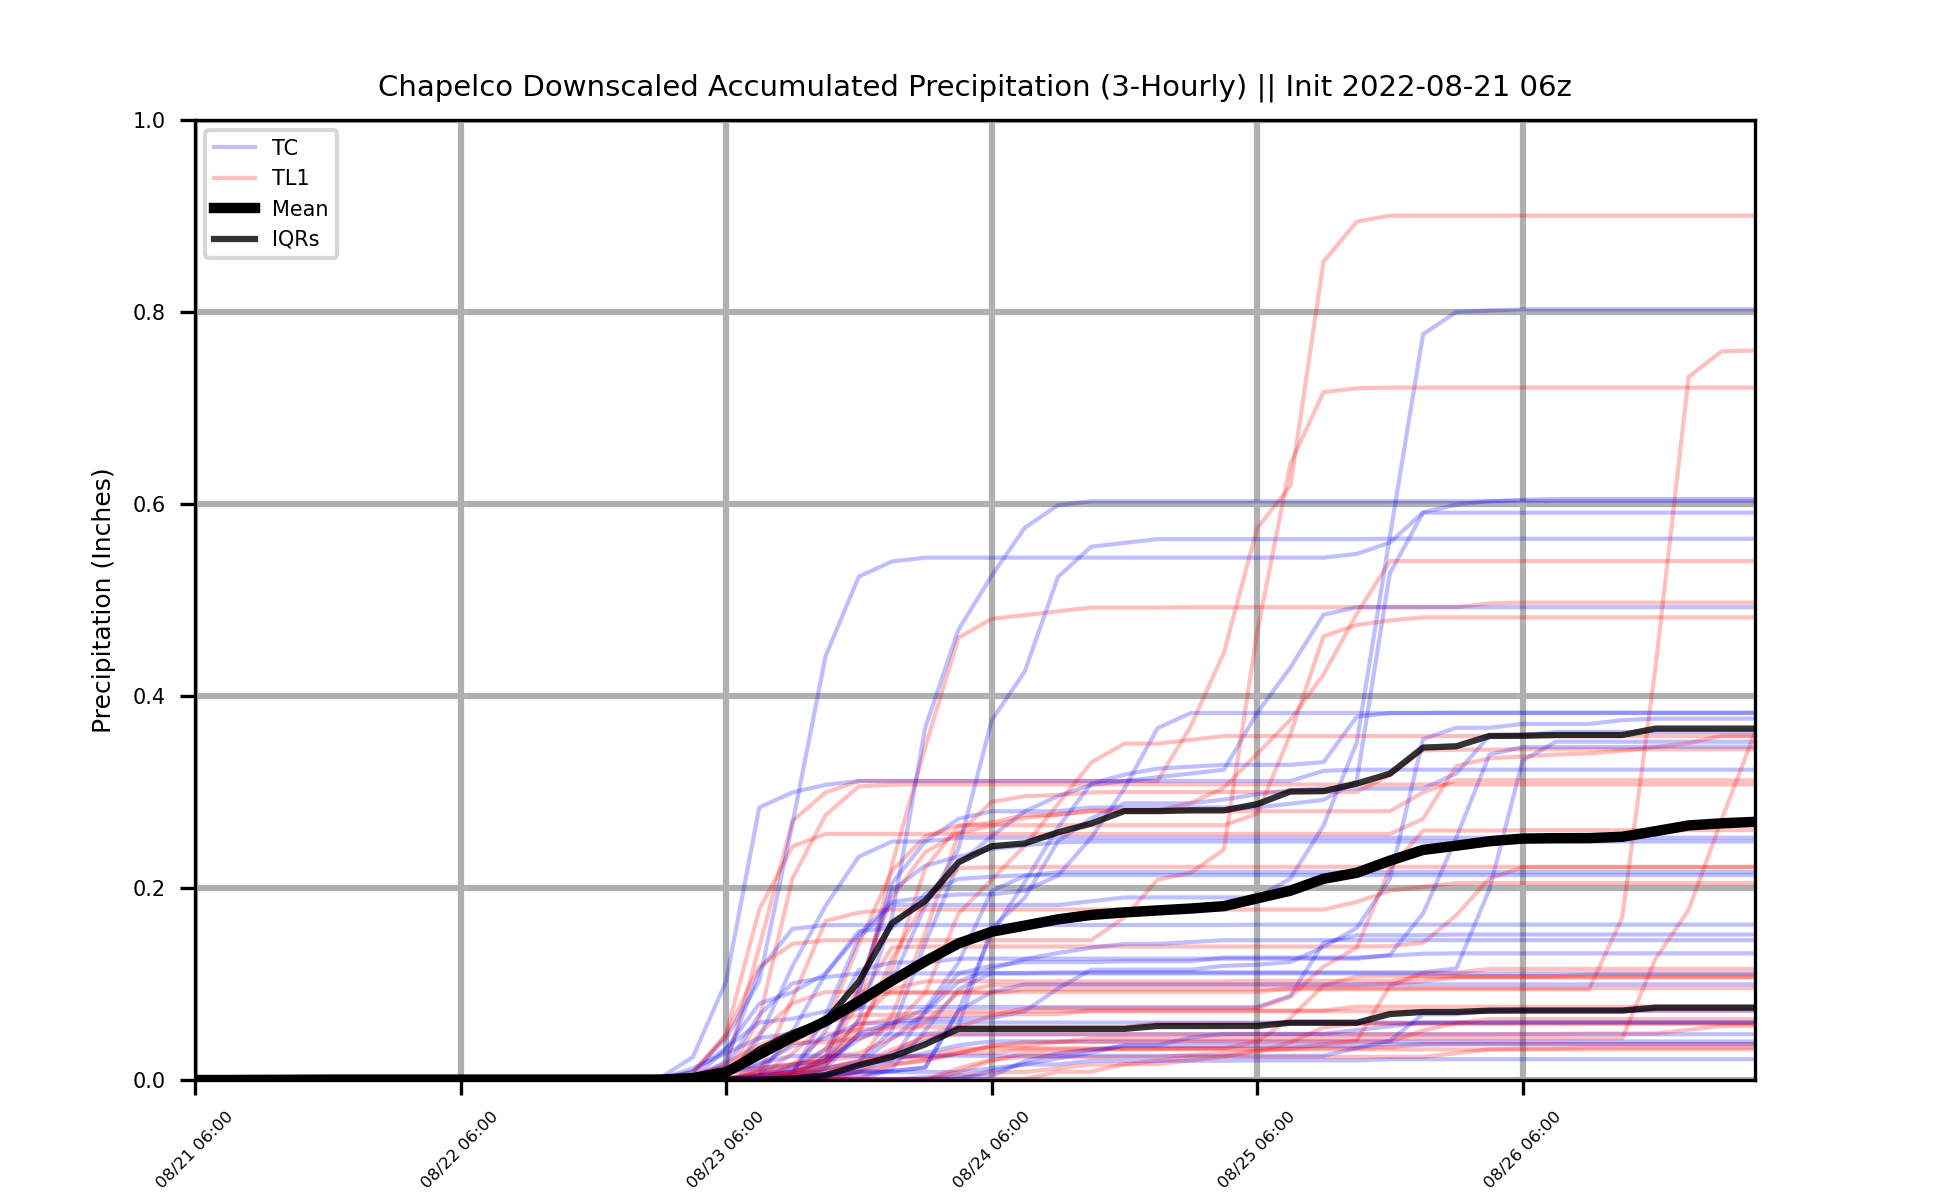 Chapelco Downscaled Accumulated Precipitation (3-Hourly) || Init 2022-08-21 06z
Precipitation (Inches)
1.0
0.8
0.6
0.4
0.2
0.0
TC
TL1
Mean
IQRs
08/21 06:00
08/22 06:00
08/23 06:00
08/24 06:00
08/25 06:00
08/26 06:00